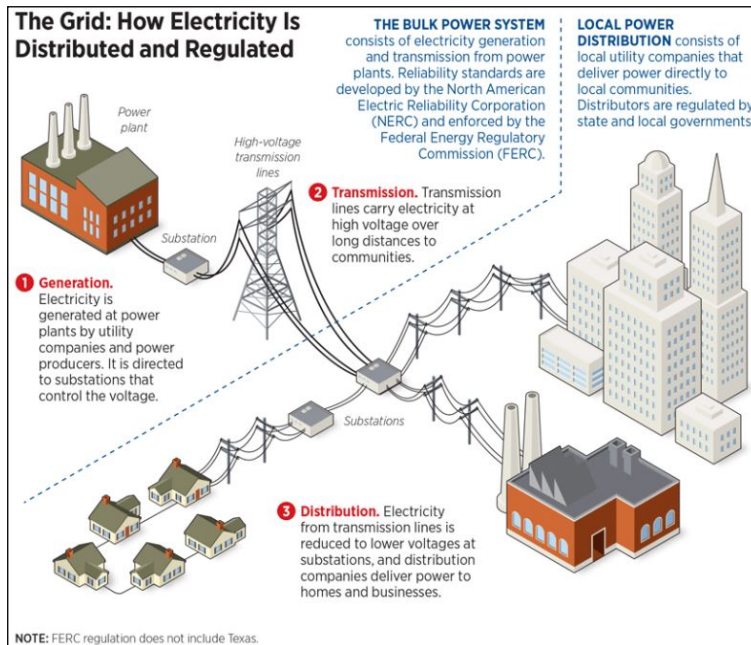 The Grid: How Electricity Is
Distributed and Regulated
THE BULK POWER SYSTEM
consists of electricity generation
and transmission from power
plants. Reliability standards are
developed by the North American
Electric Reliability Corporation
(NERC) and enforced by the
Federal Energy Regulatory
Commission (FERC).
LOCAL POWER
DISTRIBUTION consists of
local utility companies that
deliver power directly to
local communities.
Distributors are regulated by
state and local governments
Power
plant
High-voltage
transmission
lines
Substation
2 Transmission. Transmission
lines carry electricity at
high voltage over
long distances to
communities.
1 Generation.
Electricity is
generated at power
plants by utility
companies and power
producers. It is directed
to substations that
control the voltage.
Substations
3 Distribution. Electricity
from transmission lines is
reduced to lower voltages at
substations, and distribution
companies deliver power to
homes and businesses.
NOTE: FERC regulation does not include Texas.